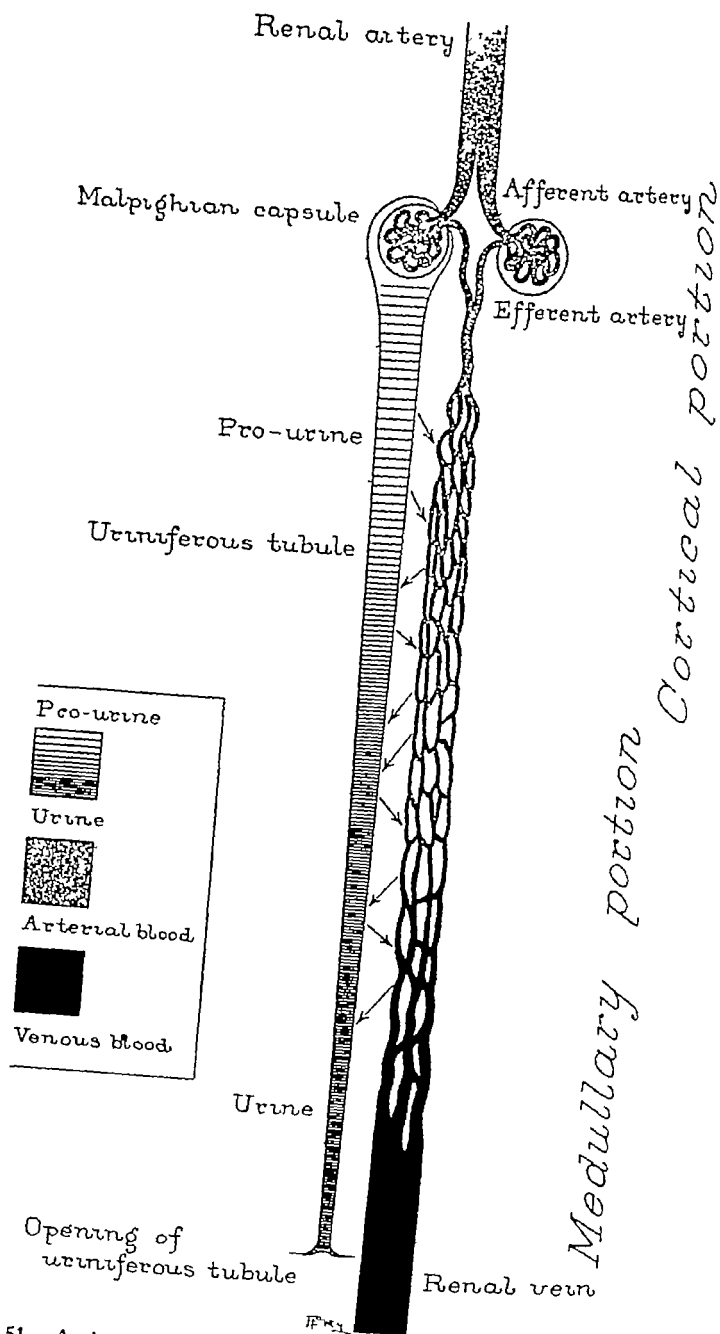 Renal artery
Malpighian capsule
Afferent artery
Efferent artery
Cortical portion
Pro-urine
Uriniferous tubule
Pro-urine
Urine
Arterial blood
Venous blood
Medullary portion
Urine
Opening of
uriniferous tubule
Renal vein
51